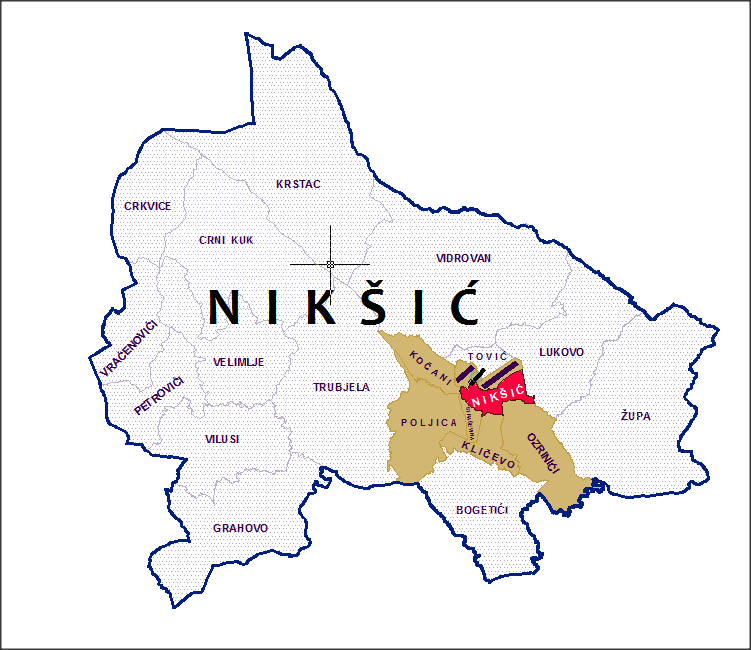 KRSTAC
CRKVICE
CRNI KUK
VIDROVAN
NIKŠIĆ
VRAĆENOVIĆI
VELIMLJE
PETROVIĆI
TRUBJELA
KOČANI
TOVIĆ
LUKOVO
NIKŠIĆ
ŽUPA
POLJICA
VILUSI
KLIČEVO
OZRINIĆI
BOGETIĆI
GRAHOVO